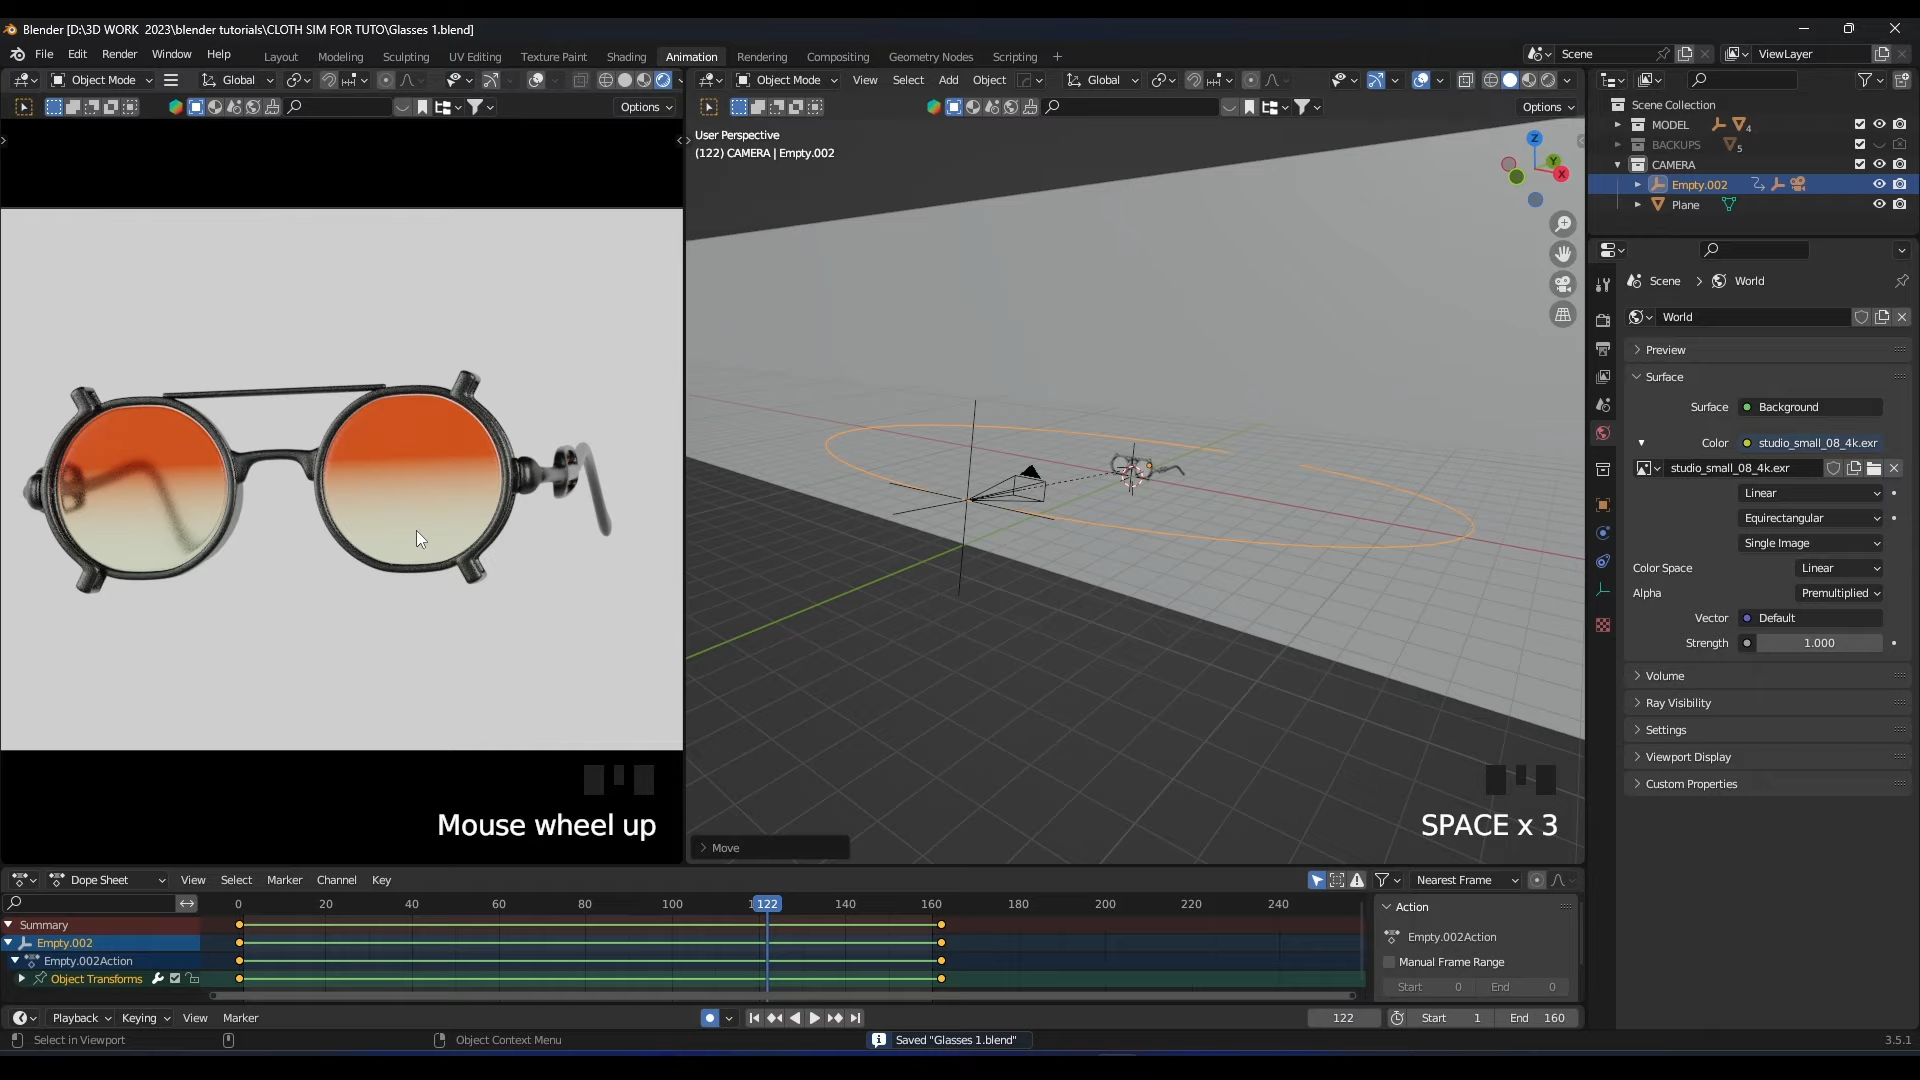 Blender [D:\3D WORK  2023\blender tutorials\CLOTH SIM FOR TUTO\Glasses 1.blend]
File Edit Render Window Help Layout Modeling Sculpting UV Editing Texture Paint Shading Animation Rendering Compositing Geometry Nodes Scripting + Scene ViewLayer
Object Mode Global Object Mode View Select Add Object Global
Options Options
Scene Collection
User Perspective
(122) CAMERA | Empty.002
MODEL 4
BACKUPS 5
CAMERA
Empty.002
Plane
Z
Y
X
Scene > World
World
Preview
Surface
Surface Background
Color studio_small_08_4k.exr
studio_small_08_4k.exr
Linear
Equirectangular
Single Image
Color Space Linear
Alpha Premultiplied
Vector Default
Strength 1.000
Volume
Ray Visibility
Settings
Viewport Display
Custom Properties
Mouse wheel up
SPACE x 3
Move
Dope Sheet View Select Marker Channel Key Nearest Frame
0 20 40 60 80 100 122 140 160 180 200 220 240
Action
Summary
Empty.002
Empty.002Action
Empty.002Action
Manual Frame Range
Object Transforms
Start 0 End 0
Playback Keying View Marker 122 Start 1 End 160
Select in Viewport Object Context Menu Saved "Glasses 1.blend" 3.5.1